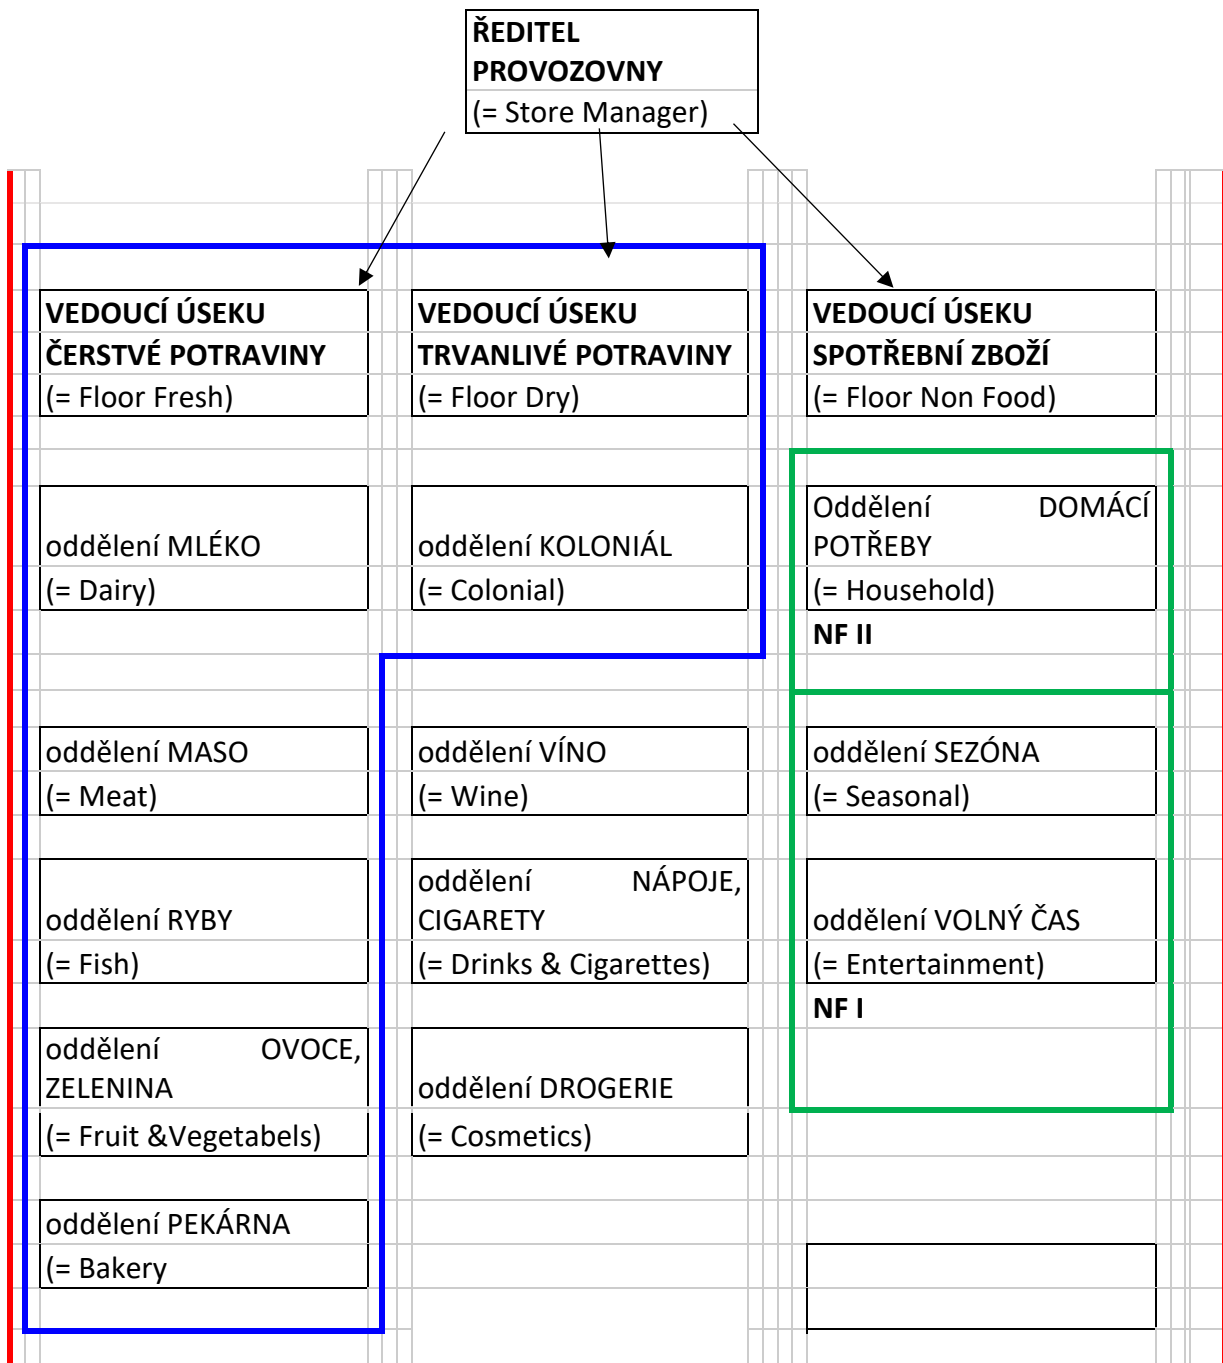 ŘEDITEL
PROVOZOVNY
(= Store Manager)
VEDOUCÍ ÚSEKU
ČERSTVÉ POTRAVINY
(= Floor Fresh)
oddělení MLÉKO
(= Dairy)
oddělení MASO
(= Meat)
oddělení RYBY
(= Fish)
oddělení OVOCE,
ZELENINA
(= Fruit &Vegetabels)
oddělení PEKÁRNA
(= Bakery
VEDOUCÍ ÚSEKU
TRVANLIVÉ POTRAVINY
(= Floor Dry)
oddělení KOLONIÁL
(= Colonial)
oddělení VÍNO
(= Wine)
oddělení NÁPOJE,
CIGARETY
(= Drinks & Cigarettes)
oddělení DROGERIE
(= Cosmetics)
VEDOUCÍ ÚSEKU
SPOTŘEBNÍ ZBOŽÍ
(= Floor Non Food)
Oddělení DOMÁCÍ
POTŘEBY
(= Household)
NF II
oddělení SEZÓNA
(= Seasonal)
oddělení VOLNÝ ČAS
(= Entertainment)
NF I